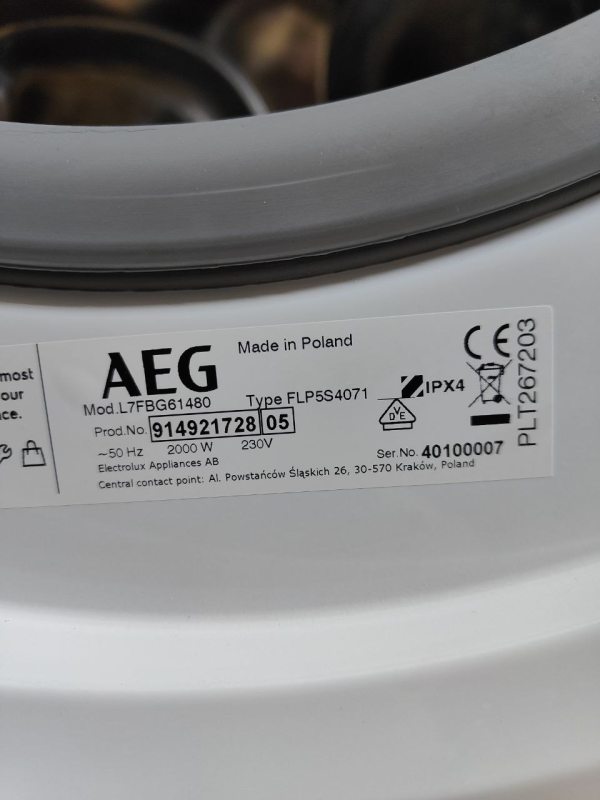 most
our
ce.
AEG
Made in Poland
Mod.L7FBG61480
Type FLP5S4071
Prod.No. 914921728 05
~50 Hz 2000 W 230V
Electrolux Appliances AB
Central contact point: Al. Powstańców Śląskich 26, 30-570 Kraków, Poland
IPX4
DVE
CE
Ser.No. 40100007
PLT267203